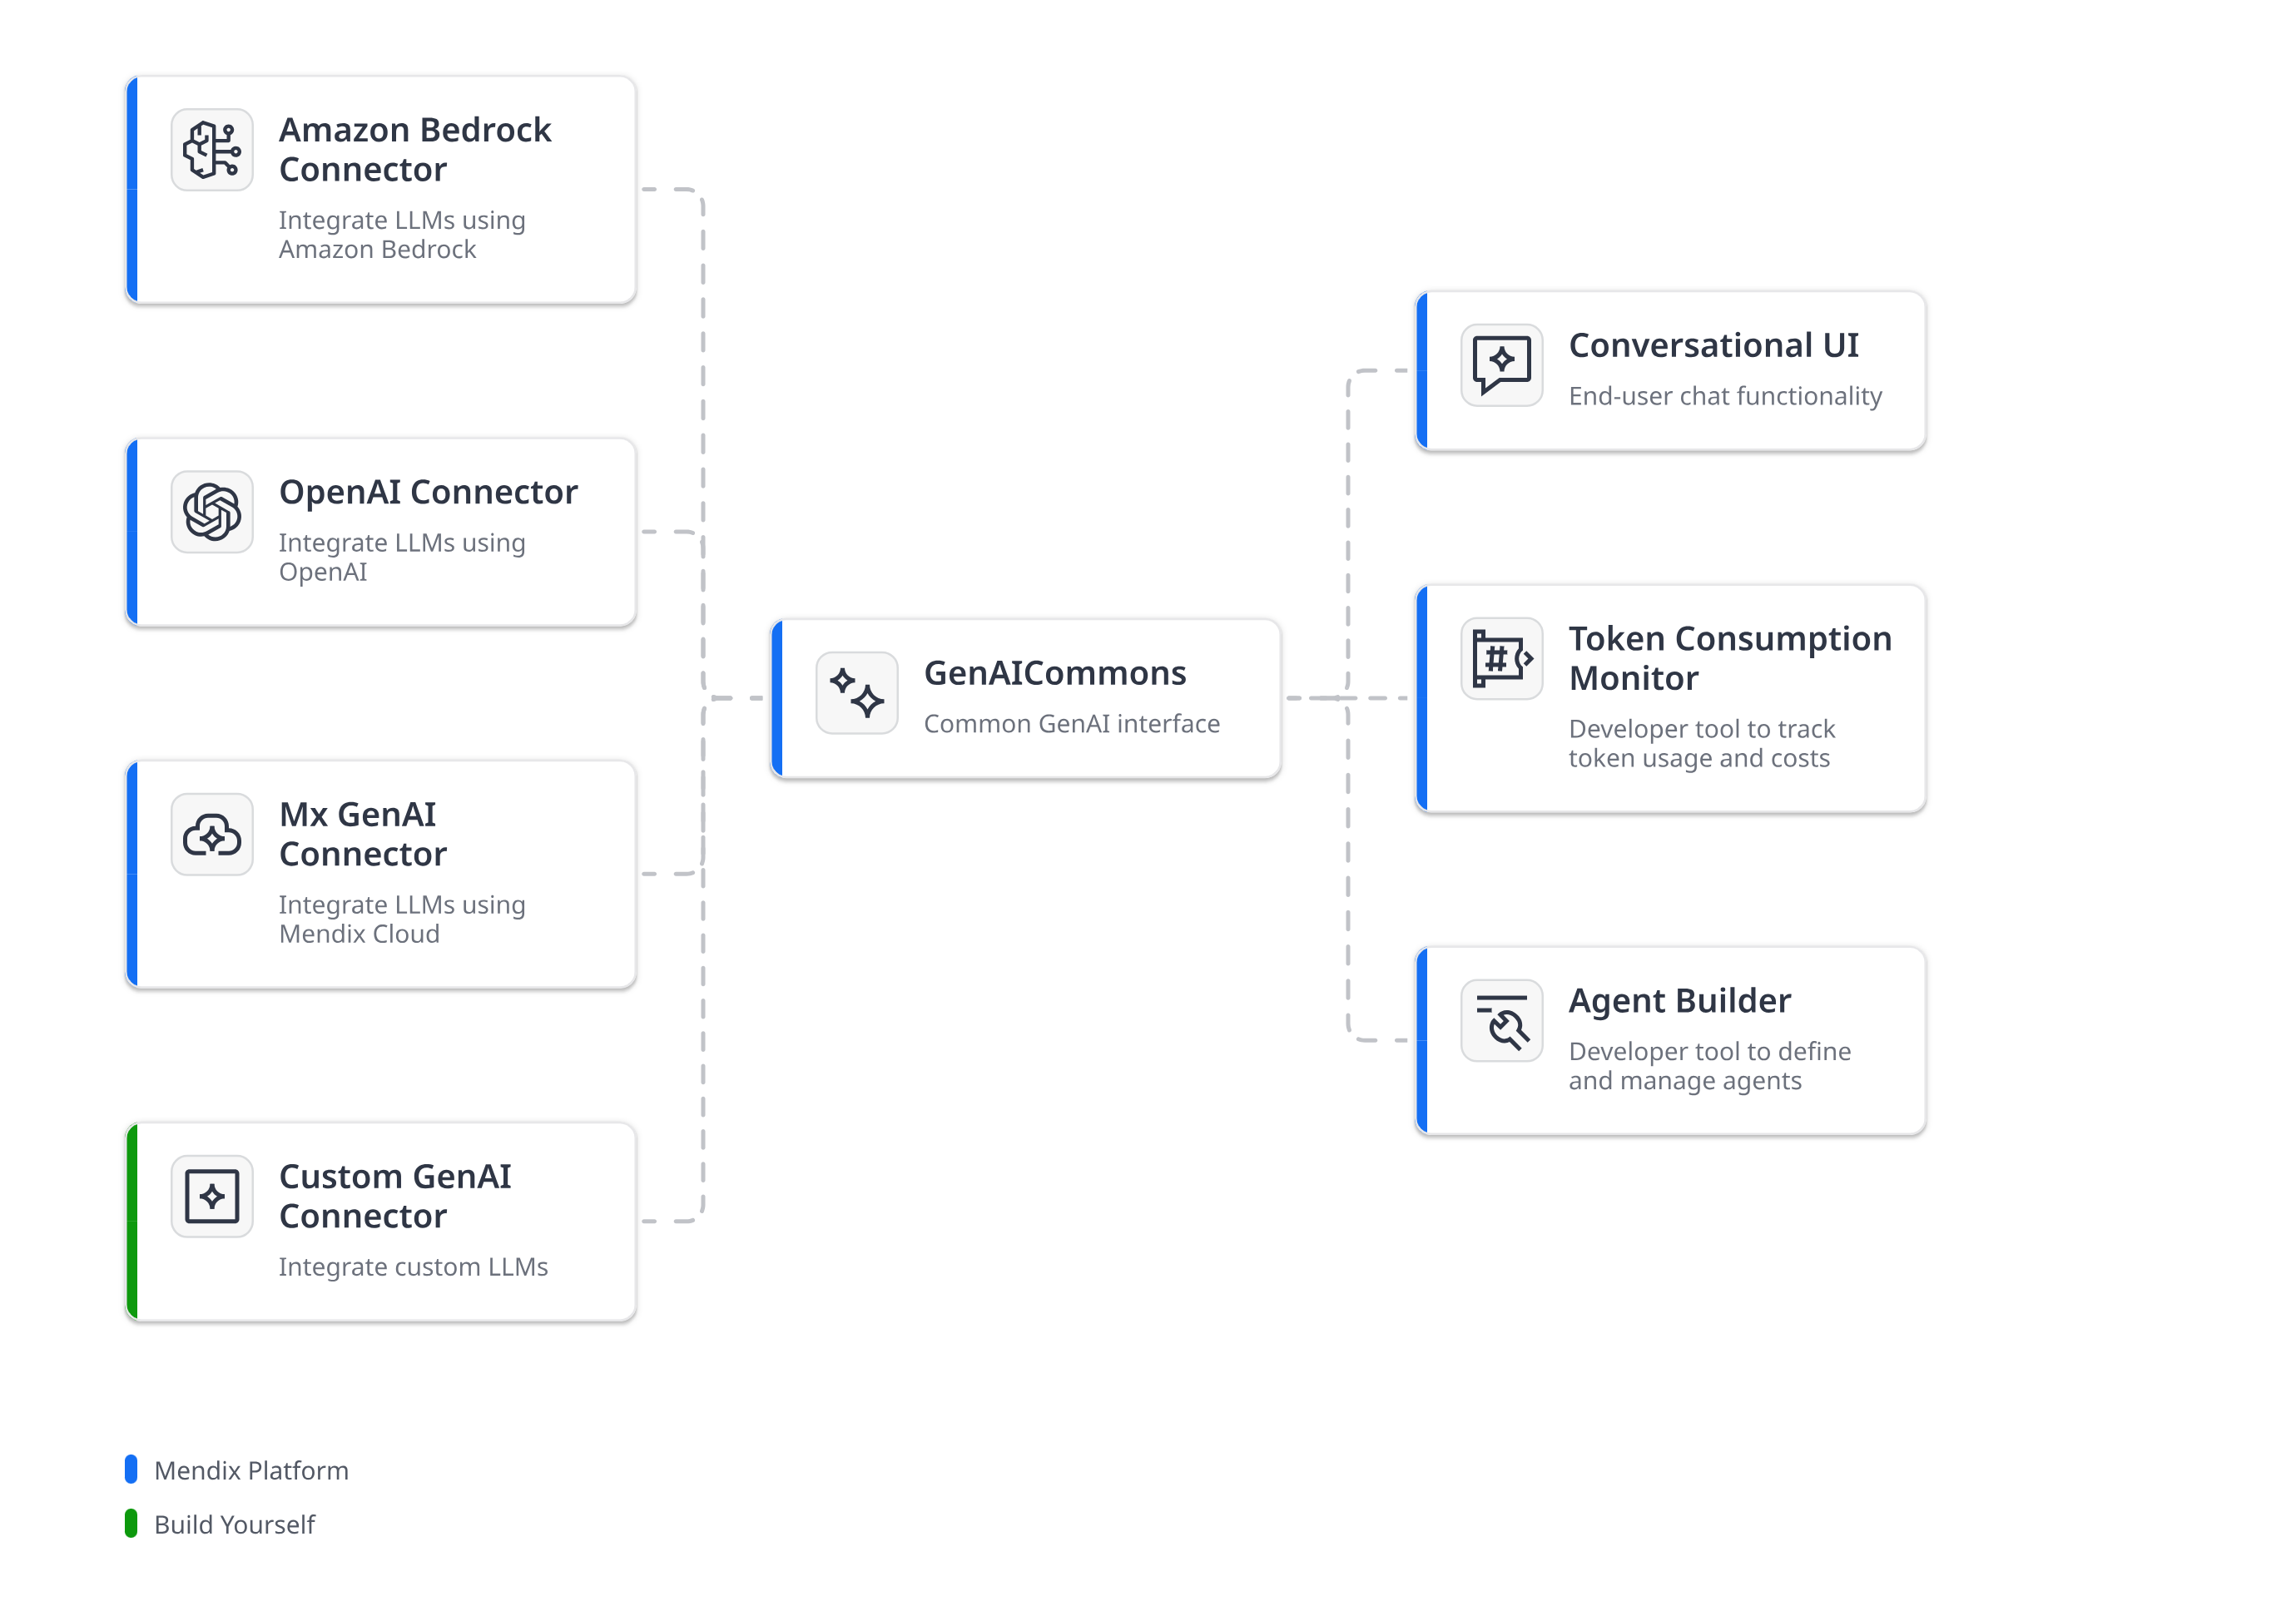 Amazon Bedrock
Connector
Integrate LLMs using
Amazon Bedrock
OpenAI Connector
Integrate LLMs using
OpenAI
Mx GenAI
Connector
Integrate LLMs using
Mendix Cloud
Custom GenAI
Connector
Integrate custom LLMs
GenAICommons
Common GenAI interface
Conversational UI
End-user chat functionality
Token Consumption
Monitor
Developer tool to track
token usage and costs
Agent Builder
Developer tool to define
and manage agents
Mendix Platform
Build Yourself